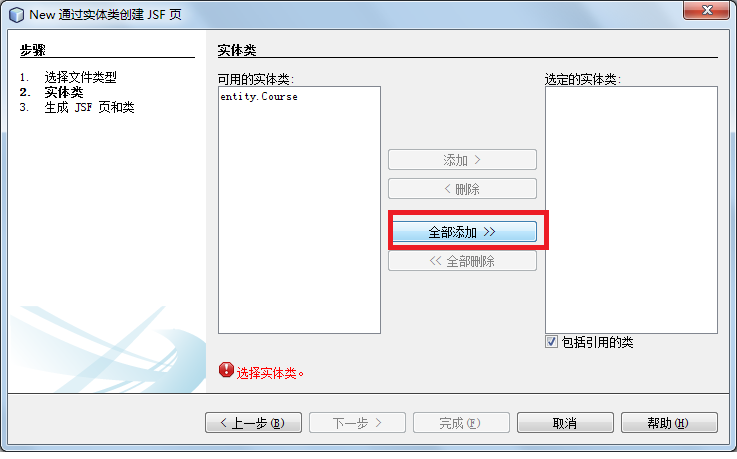 New 通过实体类创建 JSF 页
步骤
1. 选择文件类型
2. 实体类
3. 生成 JSF 页和类
实体类
可用的实体类:
entity.Course
添加 >
< 删除
全部添加 >>
<< 全部删除
选定的实体类:
包括引用的类
选择实体类。
< 上一步(B)
下一步 >
完成(F)
取消
帮助(H)